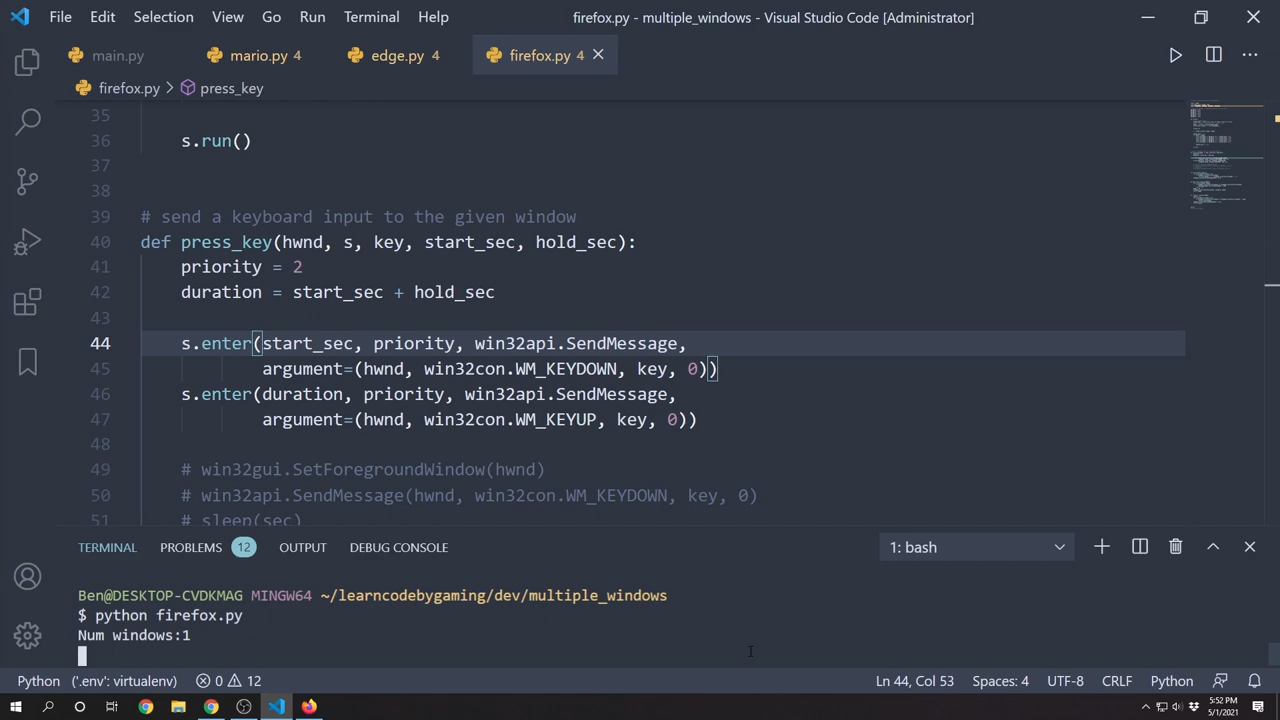 File Edit Selection View Go Run Terminal Help firefox.py - multiple_windows - Visual Studio Code [Administrator]
main.py mario.py 4 edge.py 4 firefox.py 4
firefox.py > press_key
35
36 s.run()
37
38
39 # send a keyboard input to the given window
40 def press_key(hwnd, s, key, start_sec, hold_sec):
41 priority = 2
42 duration = start_sec + hold_sec
43
44 s.enter(start_sec, priority, win32api.SendMessage,
45 argument=(hwnd, win32con.WM_KEYDOWN, key, 0))
46 s.enter(duration, priority, win32api.SendMessage,
47 argument=(hwnd, win32con.WM_KEYUP, key, 0))
48
49 # win32gui.SetForegroundWindow(hwnd)
50 # win32api.SendMessage(hwnd, win32con.WM_KEYDOWN, key, 0)
51 # sleep(sec)
TERMINAL PROBLEMS 12 OUTPUT DEBUG CONSOLE 1: bash
Ben@DESKTOP-CVDKMAG MINGW64 ~/learncodebygaming/dev/multiple_windows
$ python firefox.py
Num windows:1
Python ('.env': virtualenv) 0 12 Ln 44, Col 53 Spaces: 4 UTF-8 CRLF Python
5:52 PM
5/1/2021